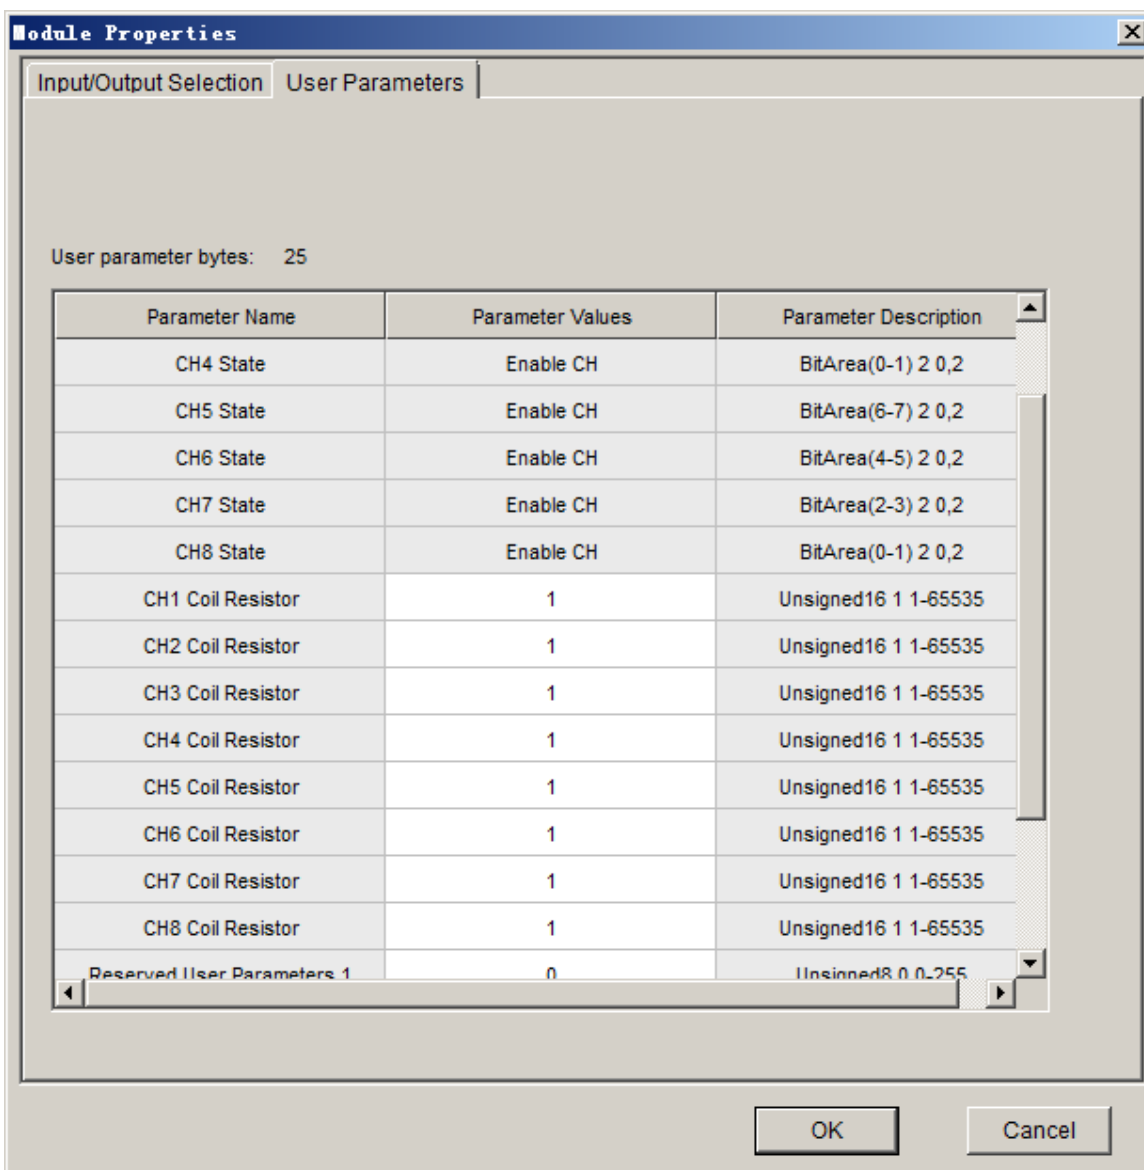 Module Properties
Input/Output Selection User Parameters
User parameter bytes: 25
Parameter Name Parameter Values Parameter Description
CH4 State Enable CH BitArea(0-1) 2 0,2
CH5 State Enable CH BitArea(6-7) 2 0,2
CH6 State Enable CH BitArea(4-5) 2 0,2
CH7 State Enable CH BitArea(2-3) 2 0,2
CH8 State Enable CH BitArea(0-1) 2 0,2
CH1 Coil Resistor 1 Unsigned16 1 1-65535
CH2 Coil Resistor 1 Unsigned16 1 1-65535
CH3 Coil Resistor 1 Unsigned16 1 1-65535
CH4 Coil Resistor 1 Unsigned16 1 1-65535
CH5 Coil Resistor 1 Unsigned16 1 1-65535
CH6 Coil Resistor 1 Unsigned16 1 1-65535
CH7 Coil Resistor 1 Unsigned16 1 1-65535
CH8 Coil Resistor 1 Unsigned16 1 1-65535
Reserved User Parameters 1 0 Unsigned8 0 0-255
OK Cancel